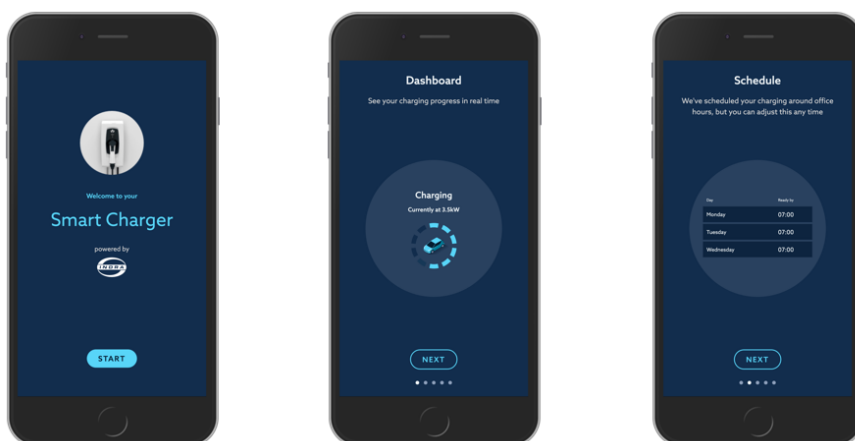 Welcome to your
Smart Charger
powered by
INDRA
START
Dashboard
See your charging progress in real time
Charging
Currently at 3.5kW
NEXT
Schedule
We've scheduled your charging around office
hours, but you can adjust this any time
Day Ready by
Monday 07:00
Tuesday 07:00
Wednesday 07:00
NEXT